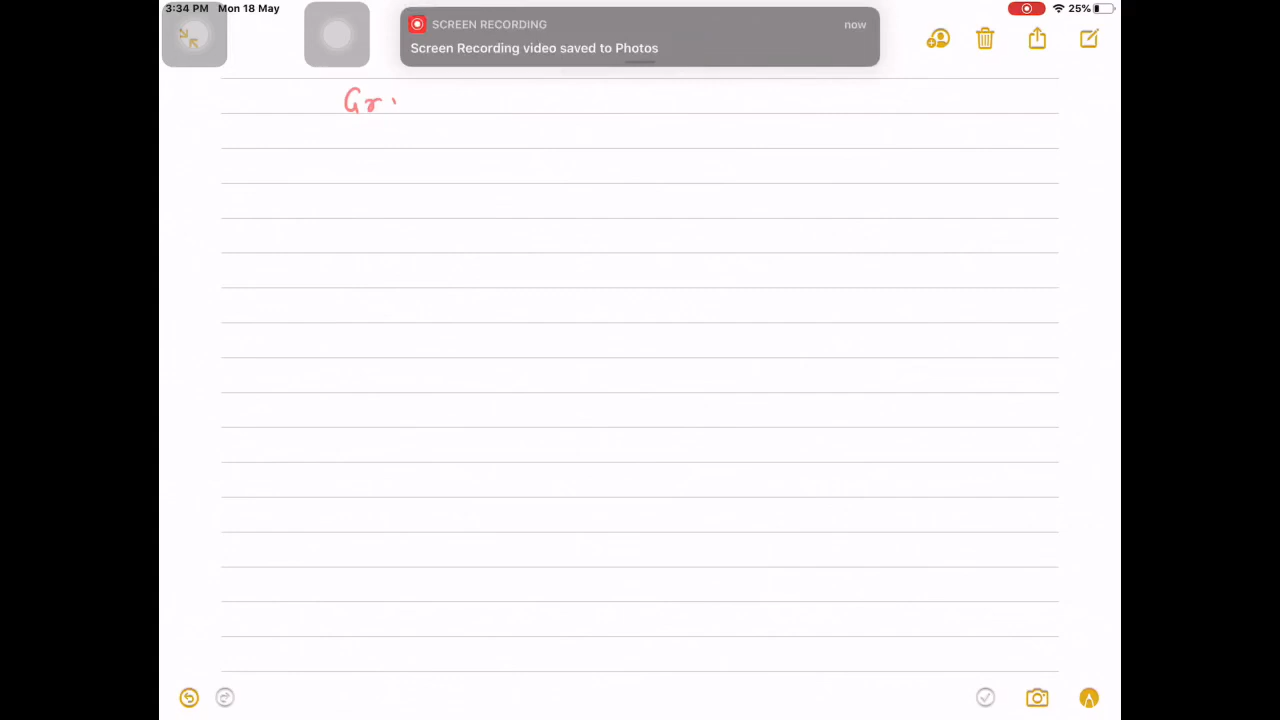 3:34 PM Mon 18 May
25%
SCREEN RECORDING now
Screen Recording video saved to Photos
Gr